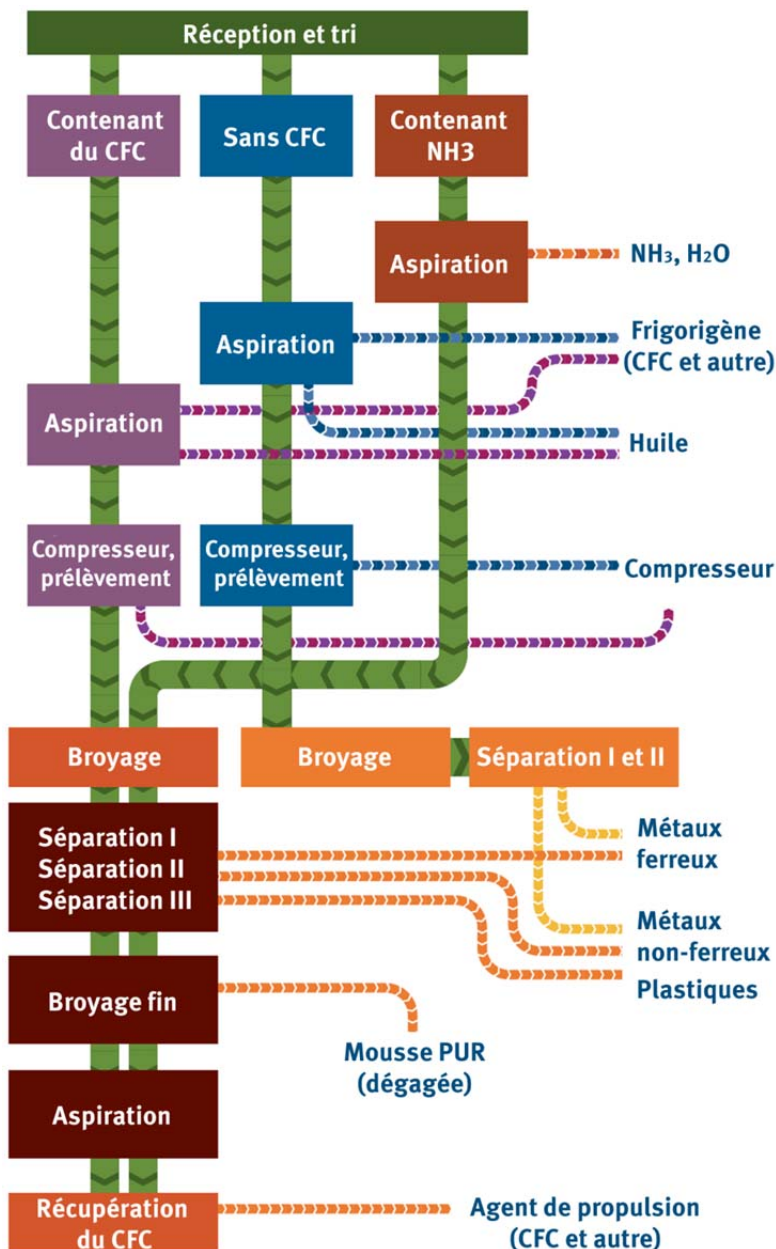 Réception et tri
Contenant
du CFC
Sans CFC
Contenant
NH3
Aspiration
NH₃, H₂O
Aspiration
Frigorigène
(CFC et autre)
Aspiration
Huile
Compresseur,
prélèvement
Compresseur,
prélèvement
Compresseur
Broyage
Broyage
Séparation I et II
Séparation I
Séparation II
Séparation III
Métaux
ferreux
Métaux
non-ferreux
Plastiques
Broyage fin
Mousse PUR
(dégagée)
Aspiration
Récupération
du CFC
Agent de propulsion
(CFC et autre)